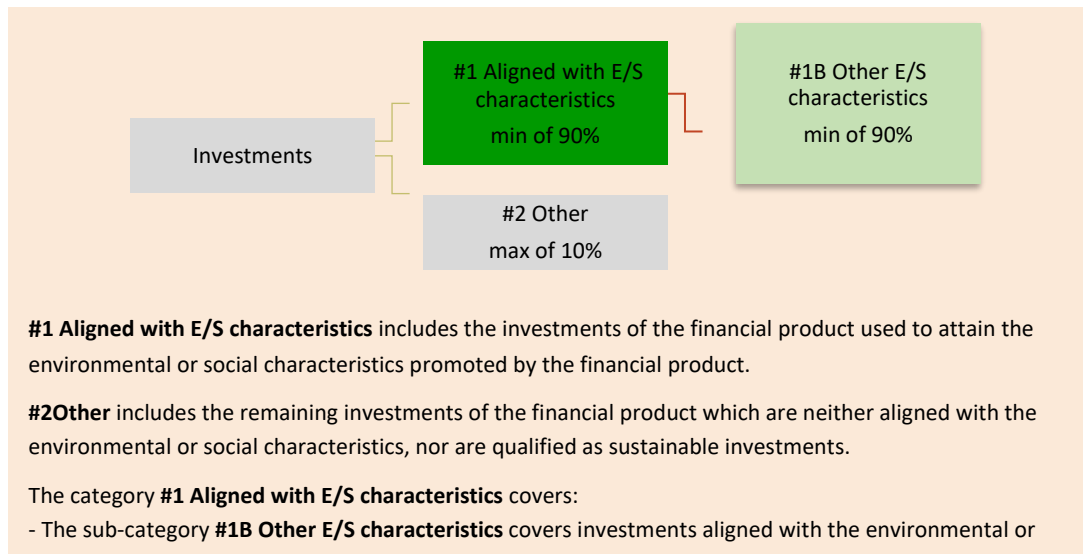 #1 Aligned with E/S
characteristics
min of 90%
#1B Other E/S
characteristics
min of 90%
Investments
#2 Other
max of 10%
#1 Aligned with E/S characteristics includes the investments of the financial product used to attain the
environmental or social characteristics promoted by the financial product.
#2Other includes the remaining investments of the financial product which are neither aligned with the
environmental or social characteristics, nor are qualified as sustainable investments.
The category #1 Aligned with E/S characteristics covers:
- The sub-category #1B Other E/S characteristics covers investments aligned with the environmental or